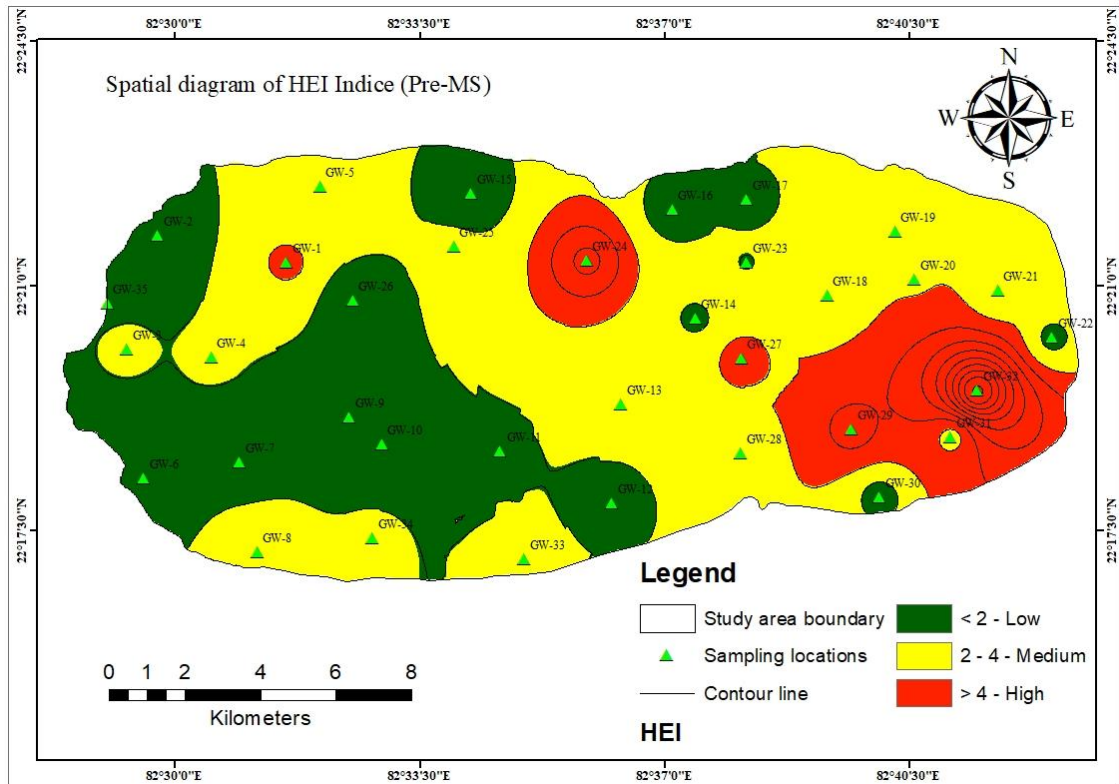 82°30'0"E 82°33'30"E 82°37'0"E 82°40'30"E
22°24'30"N 22°24'30"N
Spatial diagram of HEI Indice (Pre-MS)
N
W E
S
GW-5
GW-15
GW-16
GW-17
GW-2
GW-19
GW-25
GW-1
GW-24
GW-23
22°21'0"N 22°21'0"N
GW-35
GW-26
GW-20
GW-21
GW-18
GW-14
GW-22
GW-3
GW-4
GW-27
GW-32
GW-13
GW-9
GW-29
GW-31
GW-10
GW-11
GW-28
GW-7
GW-6
GW-12
GW-30
22°17'30"N 22°17'30"N
GW-8
GW-34
GW-33
Legend
Study area boundary < 2 - Low
Sampling locations 2 - 4 - Medium
Contour line > 4 - High
HEI
0 1 2 4 6 8
Kilometers
82°30'0"E 82°33'30"E 82°37'0"E 82°40'30"E